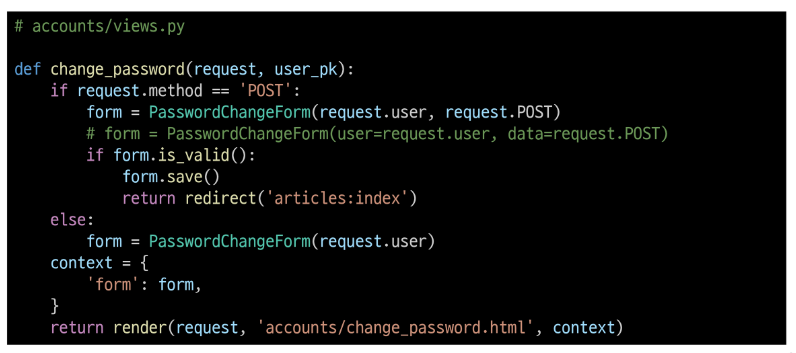 # accounts/views.py

def change_password(request, user_pk):
    if request.method == 'POST':
        form = PasswordChangeForm(request.user, request.POST)
        # form = PasswordChangeForm(user=request.user, data=request.POST)
        if form.is_valid():
            form.save()
            return redirect('articles:index')
    else:
        form = PasswordChangeForm(request.user)
    context = {
        'form': form,
    }
    return render(request, 'accounts/change_password.html', context)